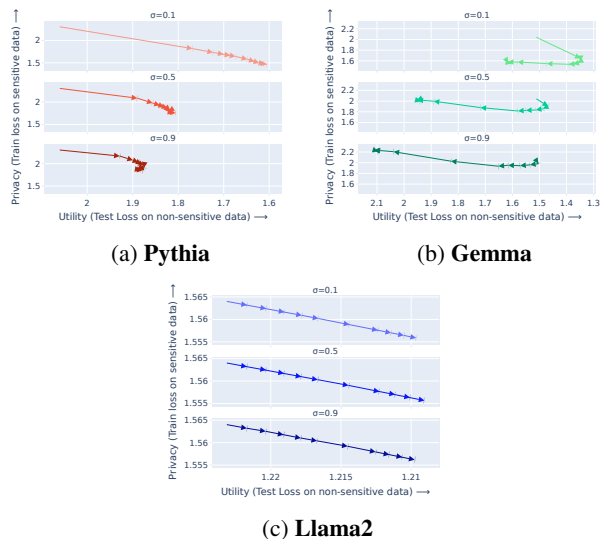 σ=0.1
2
1.5
σ=0.5
2
1.5
σ=0.9
2
1.5
2
1.9
1.8
1.7
1.6
Utility (Test Loss on non-sensitive data) ⟶
Privacy (Train loss on sensitive data) ⟶
(a) Pythia
σ=0.1
2.2
2
1.8
1.6
σ=0.5
2.2
2
1.8
1.6
σ=0.9
2.2
2
1.8
1.6
2.1
2
1.9
1.8
1.7
1.6
1.5
1.4
1.3
Utility (Test Loss on non-sensitive data) ⟶
Privacy (Train loss on sensitive data) ⟶
(b) Gemma
σ=0.1
1.565
1.56
1.555
σ=0.5
1.565
1.56
1.555
σ=0.9
1.565
1.56
1.555
1.22
1.215
1.21
Utility (Test Loss on non-sensitive data) ⟶
Privacy (Train loss on sensitive data) ⟶
(c) Llama2